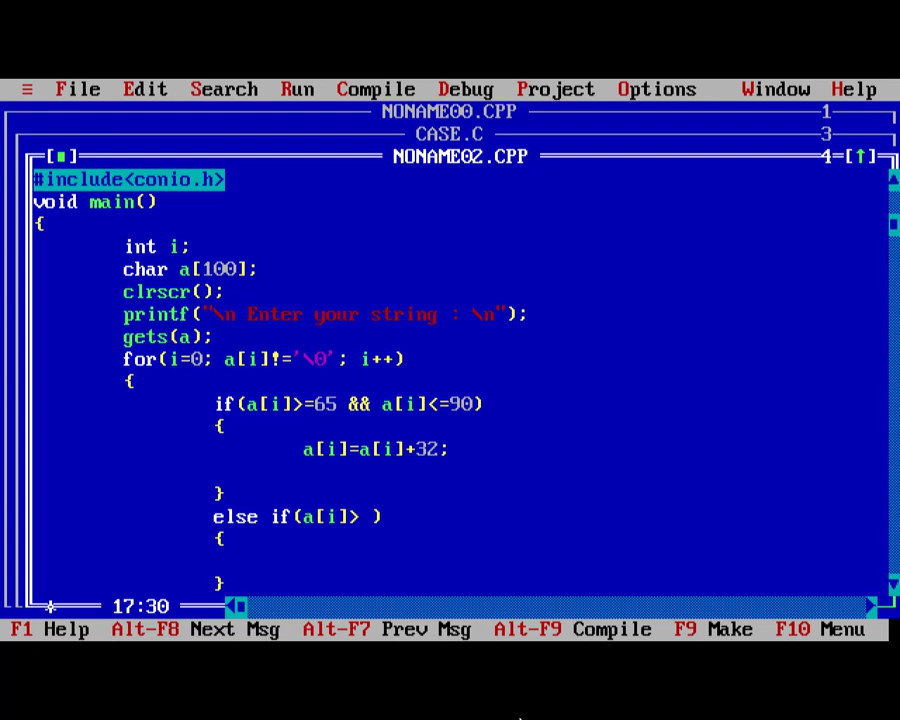 ≡ File Edit Search Run Compile Debug Project Options Window Help
NONAME00.CPP 1
CASE.C 3
[■] NONAME02.CPP 4=[↑]
#include<conio.h>
void main()
{
int i;
char a[100];
clrscr();
printf("\n Enter your string : \n");
gets(a);
for(i=0; a[i]!='\0'; i++)
{
if(a[i]>=65 && a[i]<=90)
{
a[i]=a[i]+32;
}
else if(a[i]> )
{
}
17:30
F1 Help Alt-F8 Next Msg Alt-F7 Prev Msg Alt-F9 Compile F9 Make F10 Menu